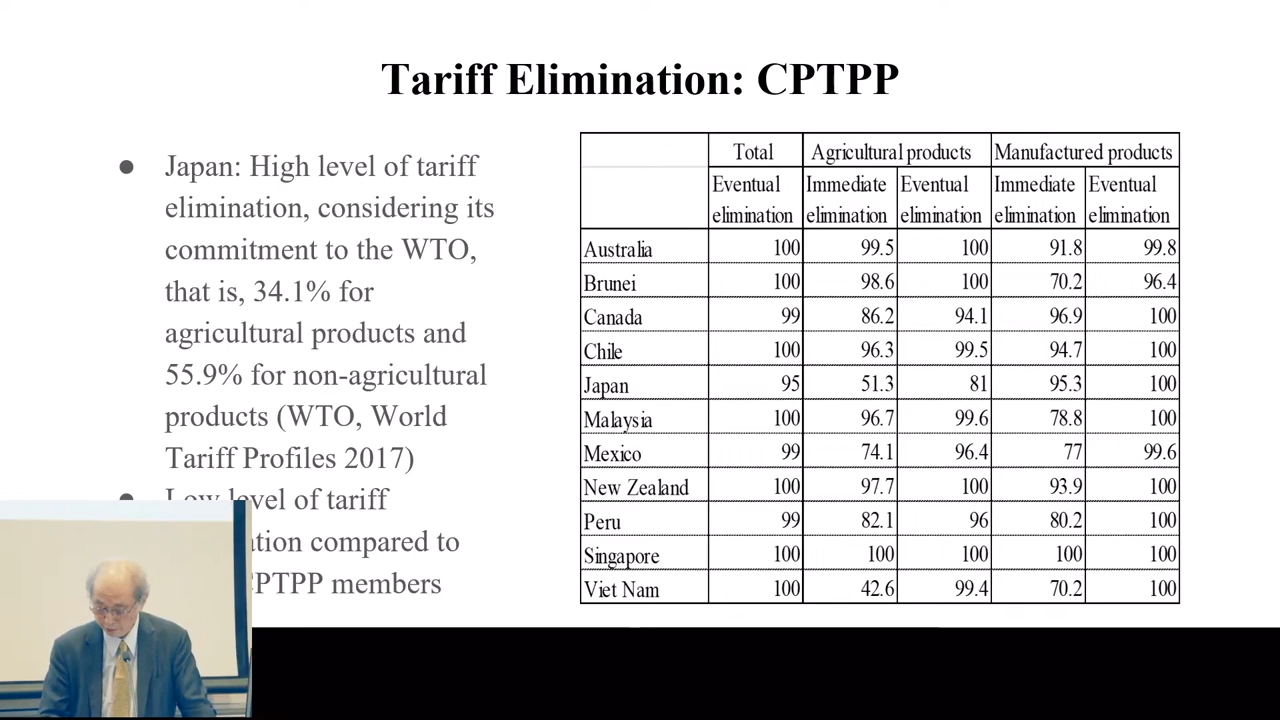 Tariff Elimination: CPTPP
● Japan: High level of tariff
elimination, considering its
commitment to the WTO,
that is, 34.1% for
agricultural products and
55.9% for non-agricultural
products (WTO, World
Tariff Profiles 2017)
● Low level of tariff
compared to
members
Total Agricultural products Manufactured products
Eventual Immediate Eventual Immediate Eventual
elimination elimination elimination elimination elimination
Australia 100 99.5 100 91.8 99.8
Brunei 100 98.6 100 70.2 96.4
Canada 99 86.2 94.1 96.9 100
Chile 100 96.3 99.5 94.7 100
Japan 95 51.3 81 95.3 100
Malaysia 100 96.7 99.6 78.8 100
Mexico 99 74.1 96.4 77 99.6
New Zealand 100 97.7 100 93.9 100
Peru 99 82.1 96 80.2 100
Singapore 100 100 100 100 100
Viet Nam 100 42.6 99.4 70.2 100